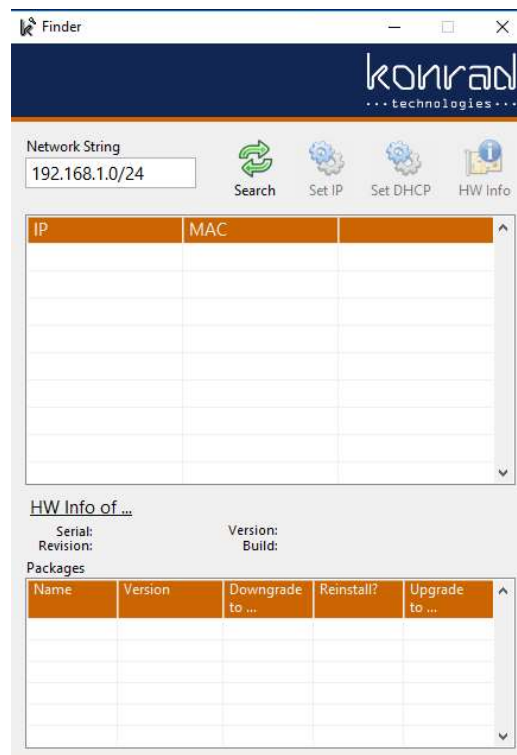 Finder
konrad
···technologies···
Network String
192.168.1.0/24
Search Set IP Set DHCP HW Info
IP MAC
HW Info of ...
Serial: Version:
Revision: Build:
Packages
Name Version Downgrade to ... Reinstall? Upgrade to ...